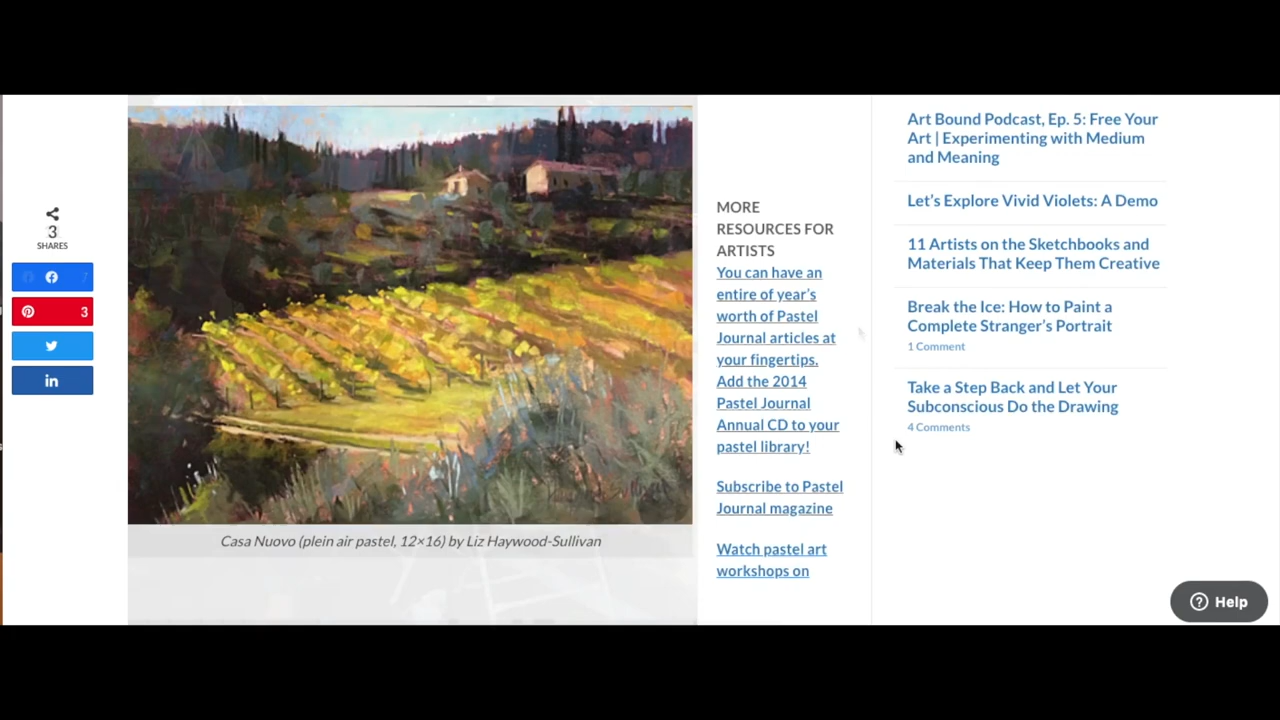 3
SHARES
3
Casa Nuovo (plein air pastel, 12×16) by Liz Haywood-Sullivan
MORE
RESOURCES FOR
ARTISTS
You can have an
entire of year’s
worth of Pastel
Journal articles at
your fingertips.
Add the 2014
Pastel Journal
Annual CD to your
pastel library!
Subscribe to Pastel
Journal magazine
Watch pastel art
workshops on
Art Bound Podcast, Ep. 5: Free Your
Art | Experimenting with Medium
and Meaning
Let’s Explore Vivid Violets: A Demo
11 Artists on the Sketchbooks and
Materials That Keep Them Creative
Break the Ice: How to Paint a
Complete Stranger’s Portrait
1 Comment
Take a Step Back and Let Your
Subconscious Do the Drawing
4 Comments
Help